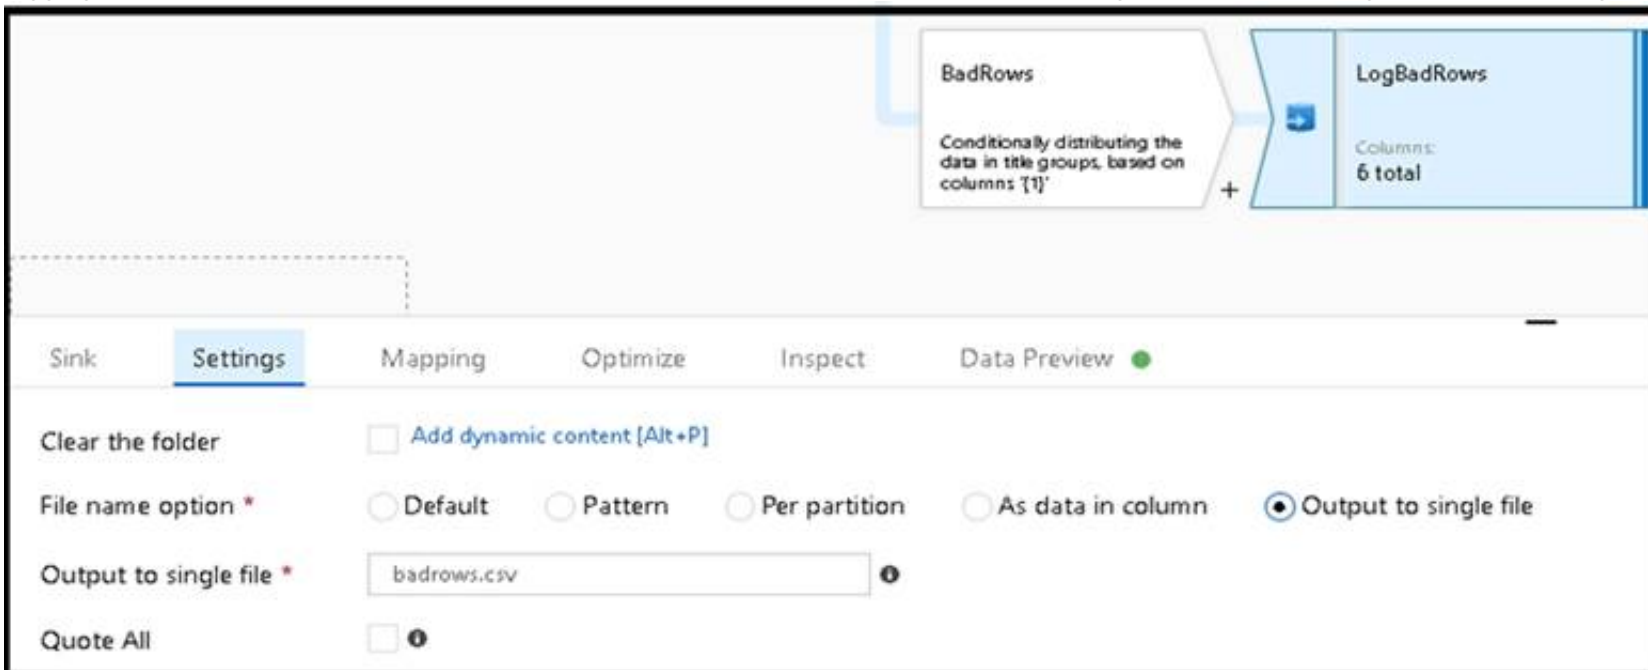 BadRows
Conditionally distributing the
data in title groups, based on
columns '{1}'
+
LogBadRows
Columns:
6 total
Sink Settings Mapping Optimize Inspect Data Preview
Clear the folder Add dynamic content [Alt+P]
File name option * Default Pattern Per partition As data in column Output to single file
Output to single file * badrows.csv
Quote All